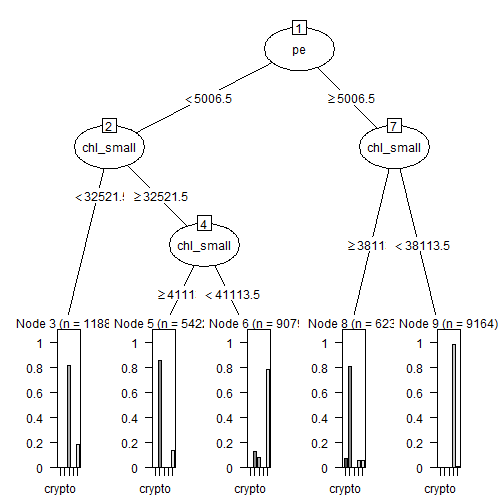 1
pe
<5006.5
≥5006.5
2
chl_small
7
chl_small
<32521.5
≥32521.5
4
chl_small
≥4111
<41113.5
≥3811
<38113.5
Node 3 (n = 1188
Node 5 (n = 5422
Node 6 (n = 9079
Node 8 (n = 623
Node 9 (n = 9164)
1 1 1 1 1
0.8 0.8 0.8 0.8 0.8
0.6 0.6 0.6 0.6 0.6
0.4 0.4 0.4 0.4 0.4
0.2 0.2 0.2 0.2 0.2
0 0 0 0 0
crypto crypto crypto crypto crypto